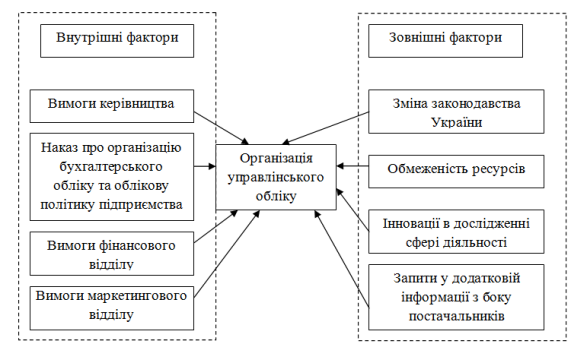 Внутрішні фактори
Вимоги керівництва
Наказ про організацію
бухгалтерського
обліку та облікову
політику підприємства
Вимоги фінансового
відділу
Вимоги маркетингового
відділу
Організація
управлінського
обліку
Зовнішні фактори
Зміна законодавства
України
Обмеженість ресурсів
Інновації в дослідженні
сфері діяльності
Запити у додатковій
інформації з боку
постачальників